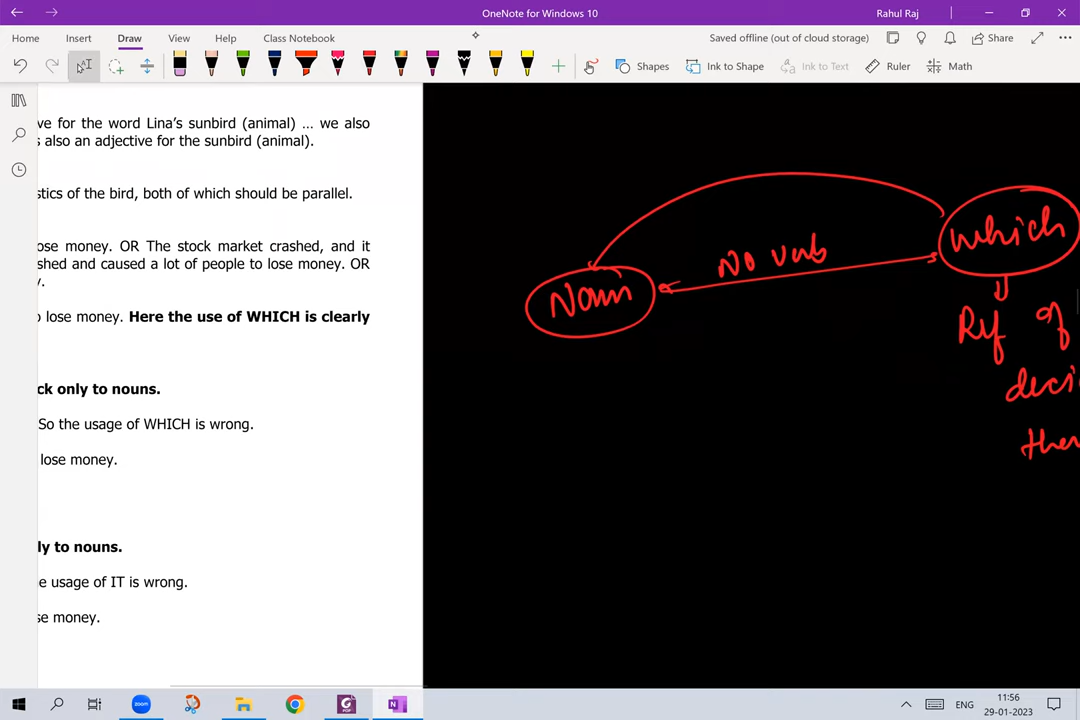 OneNote for Windows 10
Rahul Raj
Home Insert Draw View Help Class Notebook
Saved offline (out of cloud storage)
Share
Shapes
Ink to Shape
Ink to Text
Ruler
Math
ve for the word Lina's sunbird (animal) … we also
s also an adjective for the sunbird (animal).
stics of the bird, both of which should be parallel.
ose money. OR The stock market crashed, and it
shed and caused a lot of people to lose money. OR
y.
o lose money. Here the use of WHICH is clearly
ck only to nouns.
So the usage of WHICH is wrong.
lose money.
ly to nouns.
e usage of IT is wrong.
se money.
which
No verb
Noun
Ref of
deci
ther
zoom
ENG
11:56
29-01-2023